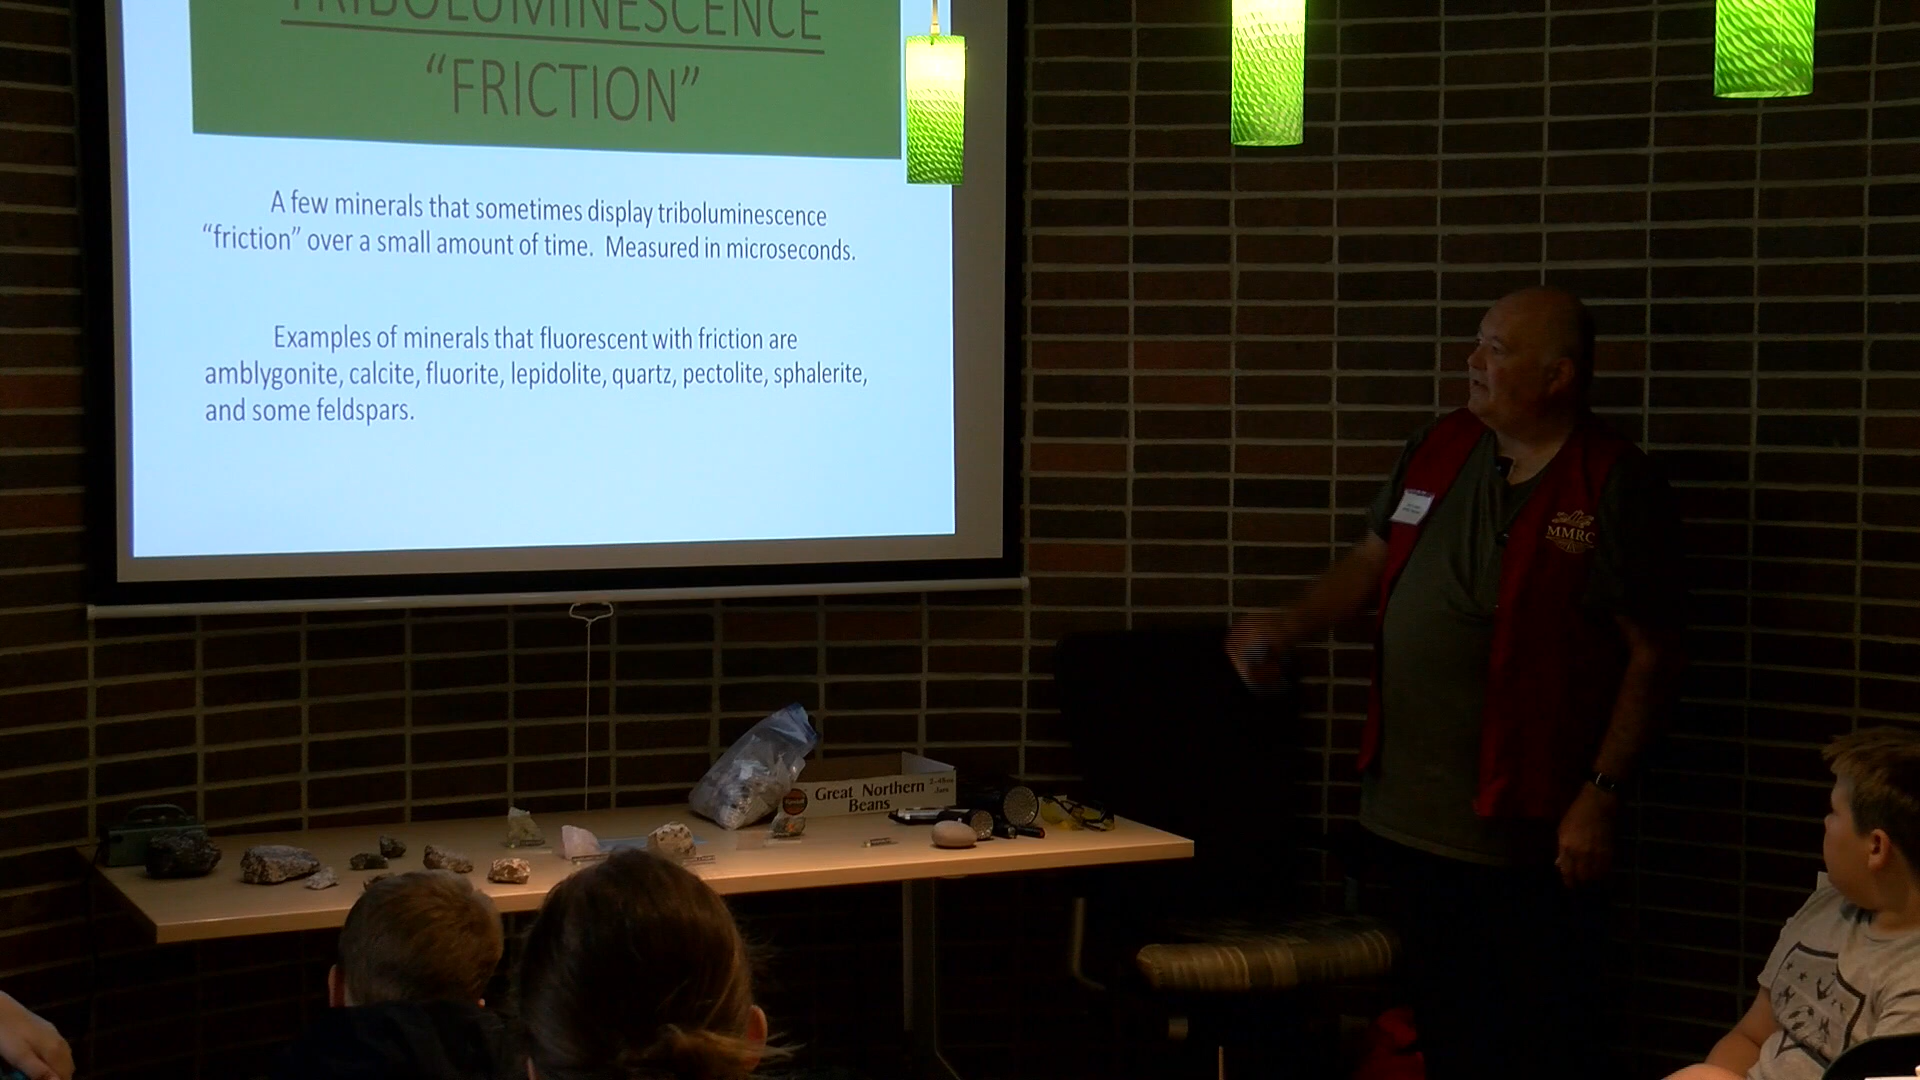 TRIBOLUMINESCENCE
“FRICTION”
A few minerals that sometimes display triboluminescence
“friction” over a small amount of time. Measured in microseconds.
Examples of minerals that fluorescent with friction are
amblygonite, calcite, fluorite, lepidolite, quartz, pectolite, sphalerite,
and some feldspars.
MMRC
Great Northern
Beans